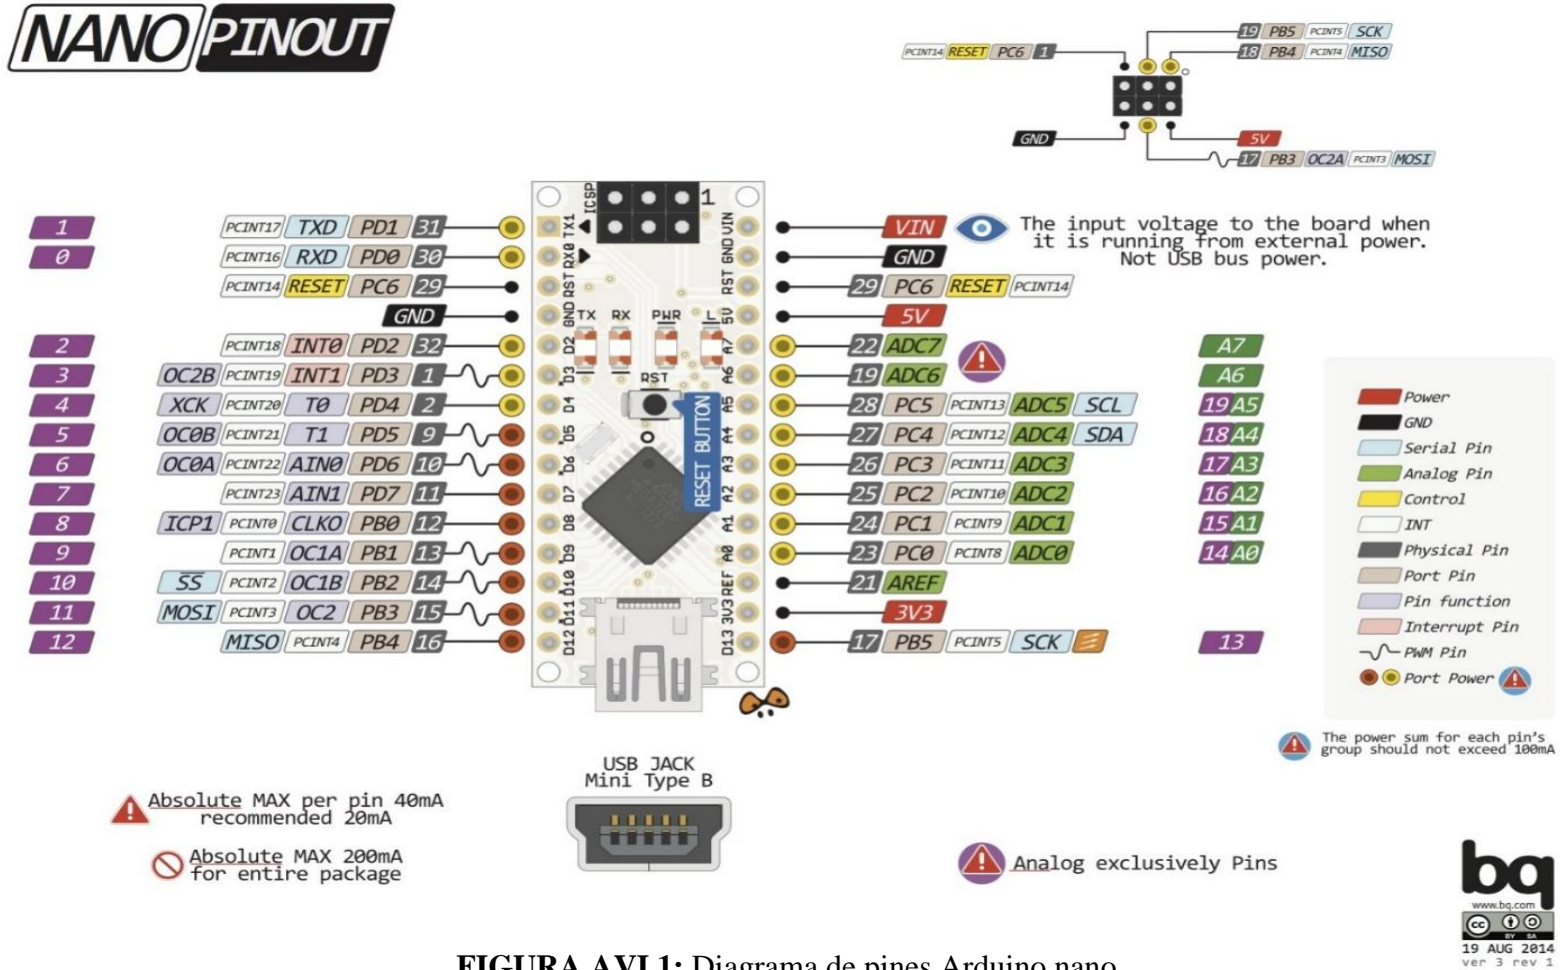 NANO PINOUT
19 PB5 PCINT5 SCK
PCINT14 RESET PC6 1
18 PB4 PCINT4 MISO
GND
5V
17 PB3 OC2A PCINT3 MOSI
ICSP
1
1 PCINT17 TXD PD1 31 TX1 VIN VIN
0 PCINT16 RXD PD0 30 RX0 GND GND
PCINT14 RESET PC6 29 RST RST 29 PC6 RESET PCINT14
GND GND 5V 5V
The input voltage to the board when
it is running from external power.
Not USB bus power.
TX RX PWR L
2 PCINT18 INT0 PD2 32 D2 A7 22 ADC7 A7
3 OC2B PCINT19 INT1 PD3 1 D3 A6 19 ADC6 A6
RST
4 XCK PCINT20 T0 PD4 2 D4 A5 28 PC5 PCINT13 ADC5 SCL 19 A5
5 OC0B PCINT21 T1 PD5 9 D5 A4 27 PC4 PCINT12 ADC4 SDA 18 A4
6 OC0A PCINT22 AIN0 PD6 10 D6 A3 26 PC3 PCINT11 ADC3 17 A3
7 PCINT23 AIN1 PD7 11 D7 A2 25 PC2 PCINT10 ADC2 16 A2
8 ICP1 PCINT0 CLKO PB0 12 D8 A1 24 PC1 PCINT9 ADC1 15 A1
9 PCINT1 OC1A PB1 13 D9 A0 23 PC0 PCINT8 ADC0 14 A0
10 SS PCINT2 OC1B PB2 14 D10 REF 21 AREF
11 MOSI PCINT3 OC2 PB3 15 D11 3V3 3V3
12 MISO PCINT4 PB4 16 D12 D13 17 PB5 PCINT5 SCK 13
RESET BUTTON
Power
GND
Serial Pin
Analog Pin
Control
INT
Physical Pin
Port Pin
Pin function
Interrupt Pin
PWM Pin
Port Power
The power sum for each pin's
group should not exceed 100mA
USB JACK
Mini Type B
Absolute MAX per pin 40mA
recommended 20mA
Absolute MAX 200mA
for entire package
Analog exclusively Pins
bq
www.bq.com
cc BY SA
19 AUG 2014
ver 3 rev 1
FIGURA AVI.1: Diagrama de pines Arduino nano